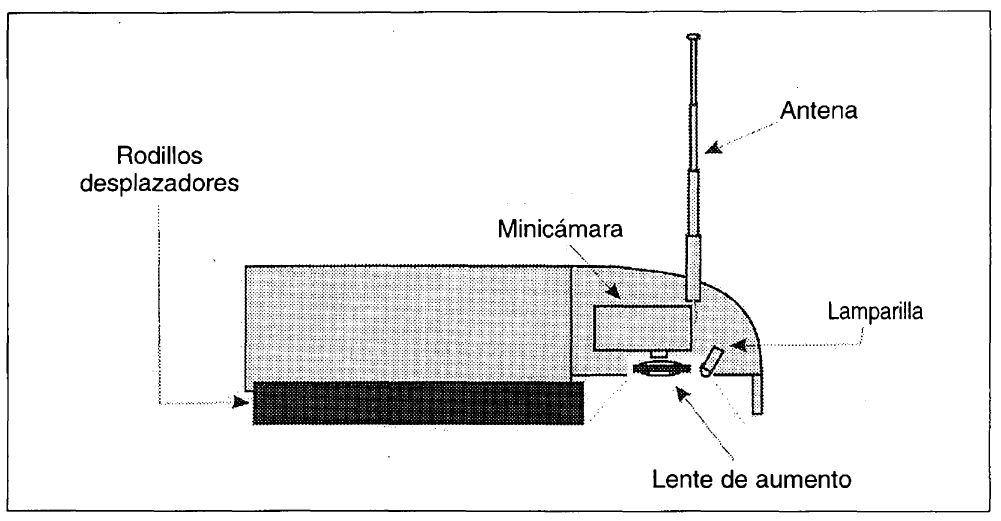 Antena
Rodillos
desplazadores
Minicámara
Lamparilla
Lente de aumento